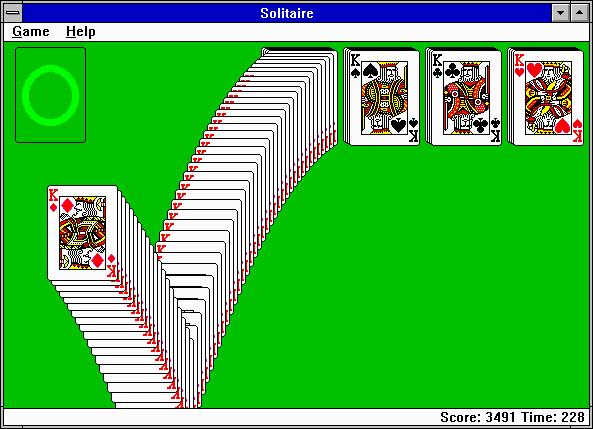 Solitaire
Game Help
K K K
K K K
K
K
Score: 3491 Time: 228